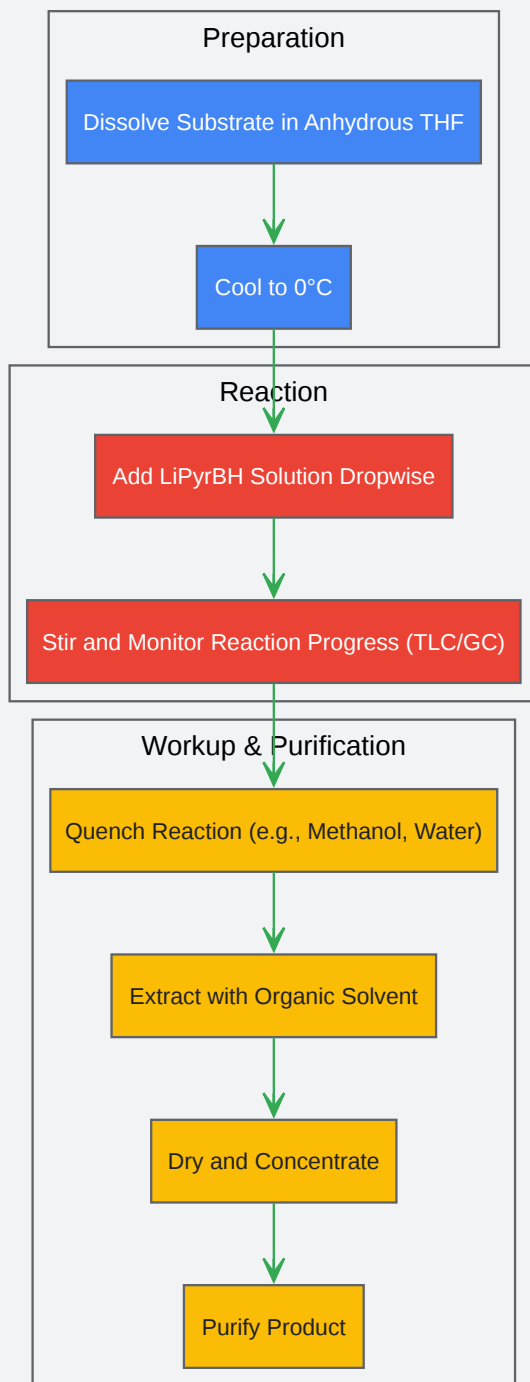 Preparation
Dissolve Substrate in Anhydrous THF
Cool to 0°C
Reaction
Add LiPyrBH Solution Dropwise
Stir and Monitor Reaction Progress (TLC/GC)
Workup & Purification
Quench Reaction (e.g., Methanol, Water)
Extract with Organic Solvent
Dry and Concentrate
Purify Product